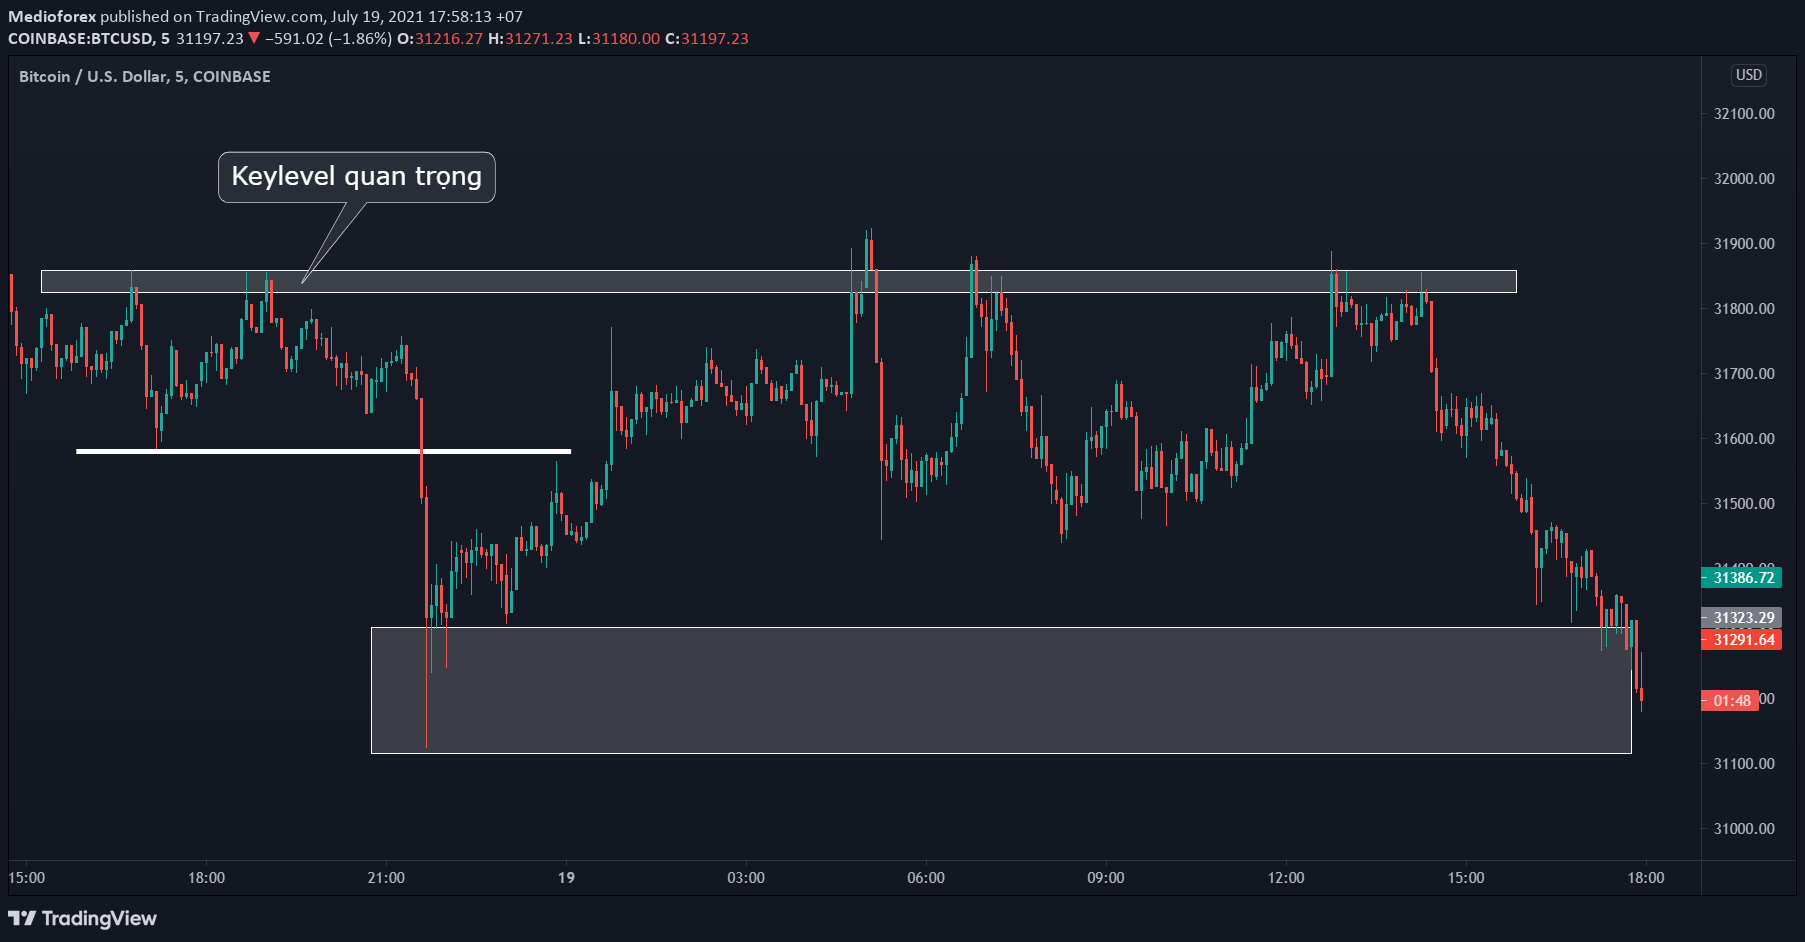 Medioforex published on TradingView.com, July 19, 2021 17:58:13 +07
COINBASE:BTCUSD, 5 31197.23 ▼ −591.02 (−1.86%) O:31216.27 H:31271.23 L:31180.00 C:31197.23
Bitcoin / U.S. Dollar, 5, COINBASE
USD
32100.00
Keylevel quan trọng
32000.00
31900.00
31800.00
31700.00
31600.00
31500.00
31386.72
31323.29
31291.64
01:48
31100.00
31000.00
15:00 18:00 21:00 19 03:00 06:00 09:00 12:00 15:00 18:00
TradingView